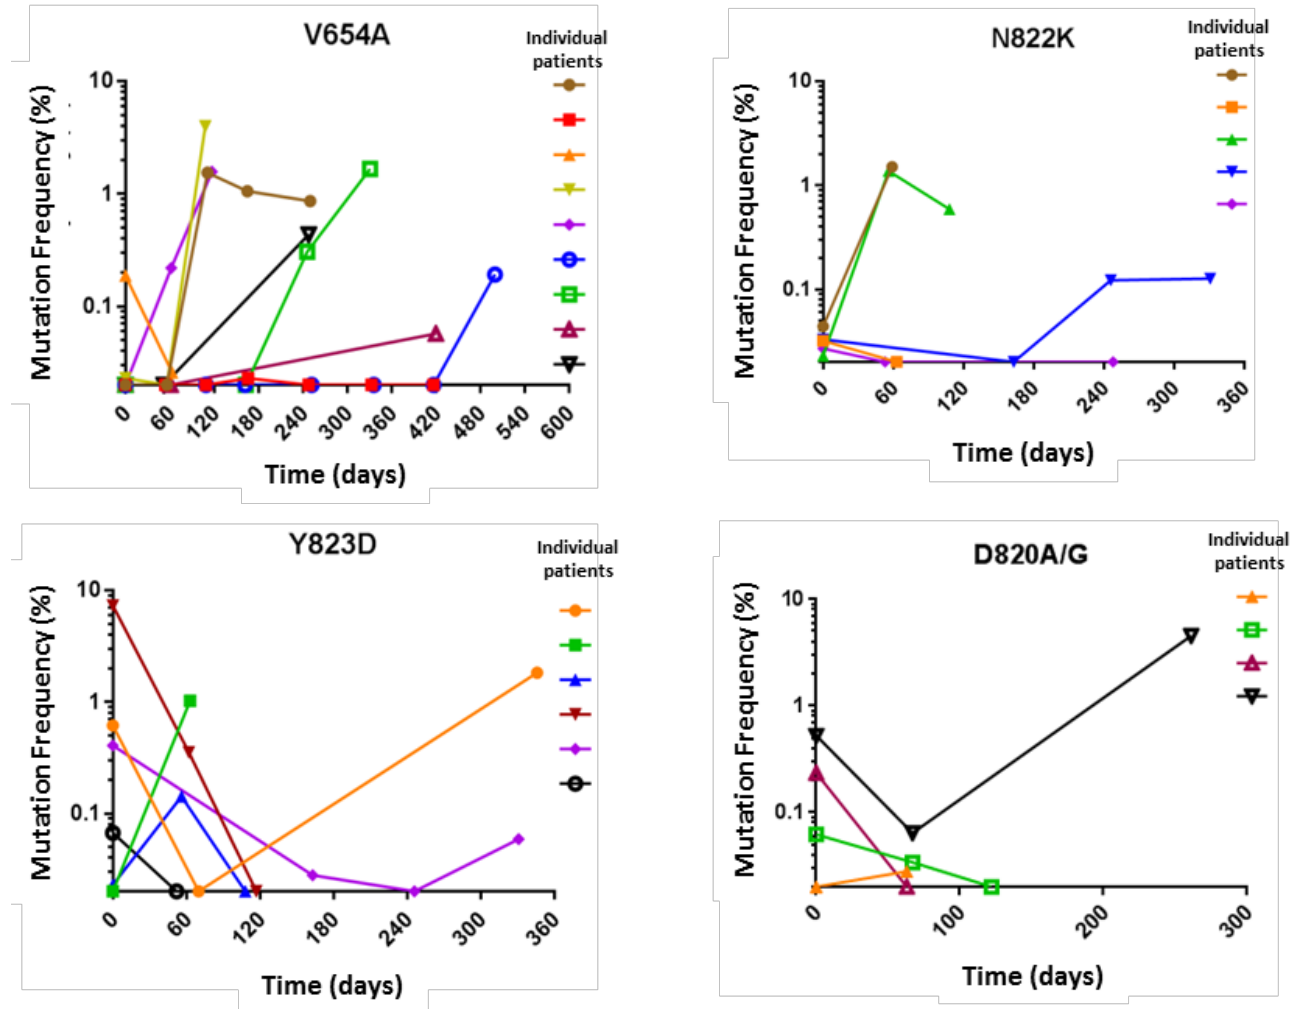 V654A
Individual
patients
Mutation Frequency (%)
10
1
0.1
0 60 120 180 240 300 360 420 480 540 600
Time (days)
N822K
Individual
patients
Mutation Frequency (%)
10
1
0.1
0 60 120 180 240 300 360
Time (days)
Y823D
Individual
patients
Mutation Frequency (%)
10
1
0.1
0 60 120 180 240 300 360
Time (days)
D820A/G
Individual
patients
Mutation Frequency (%)
10
1
0.1
0 100 200 300
Time (days)